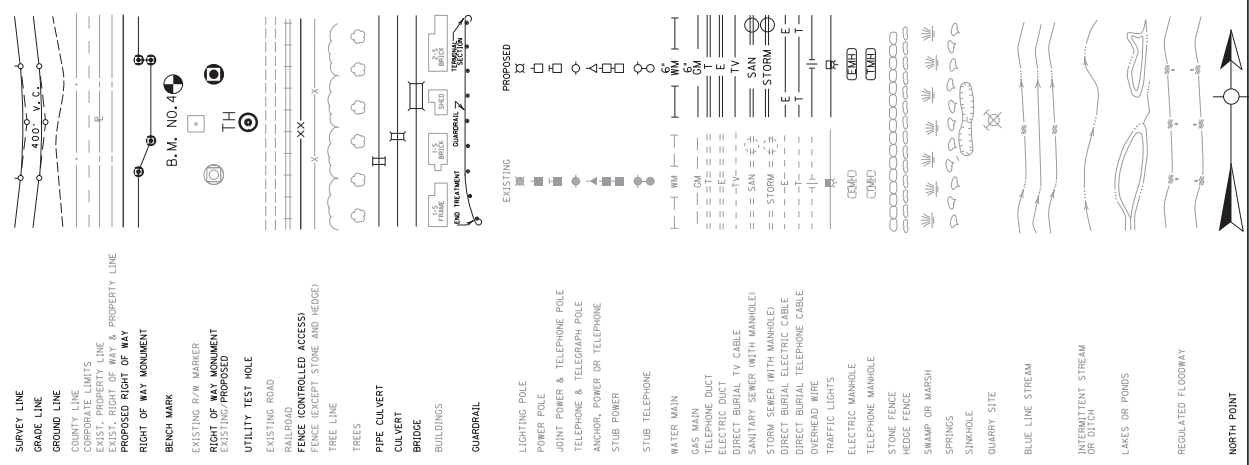 SURVEY LINE
GRADE LINE
400' V.C.
GROUND LINE
COUNTY LINE
CORPORATE LIMITS
EXIST. PROPERTY LINE
EXIST. RIGHT OF WAY & PROPERTY LINE
PROPOSED RIGHT OF WAY
RIGHT OF WAY MONUMENT
BENCH MARK
B.M. NO.4
EXISTING R/W MARKER
RIGHT OF WAY MONUMENT
EXISTING/PROPOSED
UTILITY TEST HOLE
TH
EXISTING ROAD
RAILROAD
FENCE (CONTROLLED ACCESS)
XX
FENCE (EXCEPT STONE AND HEDGE)
X
X
TREE LINE
TREES
PIPE CULVERT
CULVERT
BRIDGE
BUILDINGS
1-S FRAME
1-S BRICK
SHED
2-S BRICK
GUARDRAIL
END TREATMENT
GUARDRAIL
TERMINAL SECTION
EXISTING
PROPOSED
LIGHTING POLE
POWER POLE
JOINT POWER & TELEPHONE POLE
TELEPHONE & TELEGRAPH POLE
ANCHOR, POWER OR TELEPHONE
STUB POWER
STUB TELEPHONE
WATER MAIN
WM
6" WM
GAS MAIN
GM
6" GM
TELEPHONE DUCT
T
T
ELECTRIC DUCT
E
E
DIRECT BURIAL TV CABLE
TV
TV
SANITARY SEWER (WITH MANHOLE)
SAN
SAN
STORM SEWER (WITH MANHOLE)
STORM
STORM
DIRECT BURIAL ELECTRIC CABLE
E
E
E
DIRECT BURIAL TELEPHONE CABLE
T
T
T
OVERHEAD WIRE
TRAFFIC LIGHTS
ELECTRIC MANHOLE
EMH
EMH
TELEPHONE MANHOLE
TMH
TMH
STONE FENCE
HEDGE FENCE
SWAMP OR MARSH
SPRINGS
SINKHOLE
QUARRY SITE
BLUE LINE STREAM
INTERMITTENT STREAM
OR DITCH
LAKES OR PONDS
REGULATED FLOODWAY
NORTH POINT